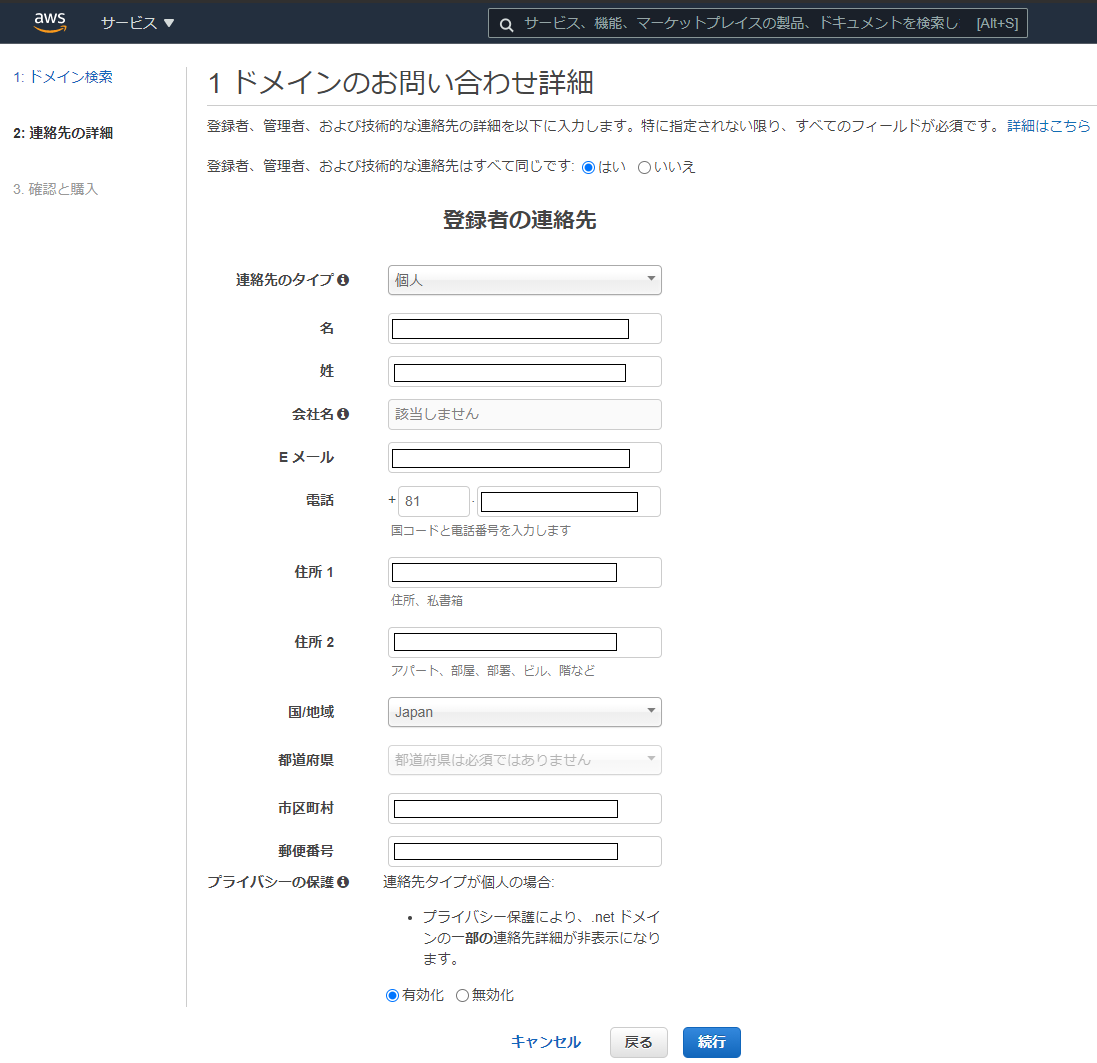 aws サービス ▼ サービス、機能、マーケットプレイスの製品、ドキュメントを検索し [Alt+S]
1: ドメイン検索
2: 連絡先の詳細
3. 確認と購入
1 ドメインのお問い合わせ詳細
登録者、管理者、および技術的な連絡先の詳細を以下に入力します。特に指定されない限り、すべてのフィールドが必須です。 詳細はこちら
登録者、管理者、および技術的な連絡先はすべて同じです: はい いいえ
登録者の連絡先
連絡先のタイプ 個人
名
姓
会社名 該当しません
E メール
電話 + 81 .
国コードと電話番号を入力します
住所 1
住所、私書箱
住所 2
アパート、部屋、部署、ビル、階など
国/地域 Japan
都道府県 都道府県は必須ではありません
市区町村
郵便番号
プライバシーの保護 連絡先タイプが個人の場合:
• プライバシー保護により、.net ドメイ
ンの一部の連絡先詳細が非表示になり
ます。
有効化 無効化
キャンセル 戻る 続行